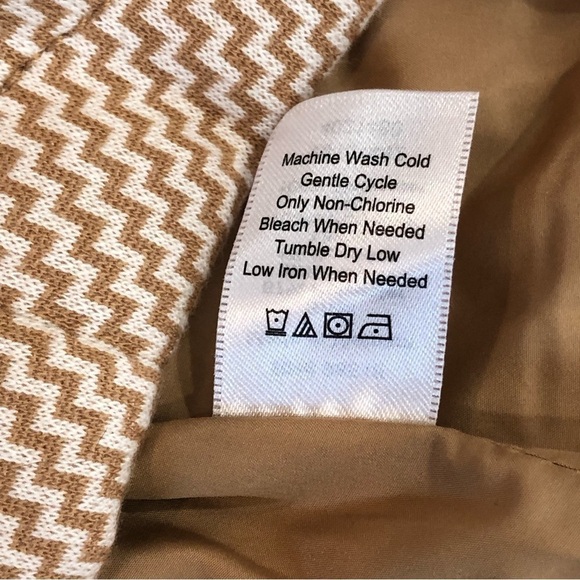 Machine Wash Cold
Gentle Cycle
Only Non-Chlorine
Bleach When Needed
Tumble Dry Low
Low Iron When Needed